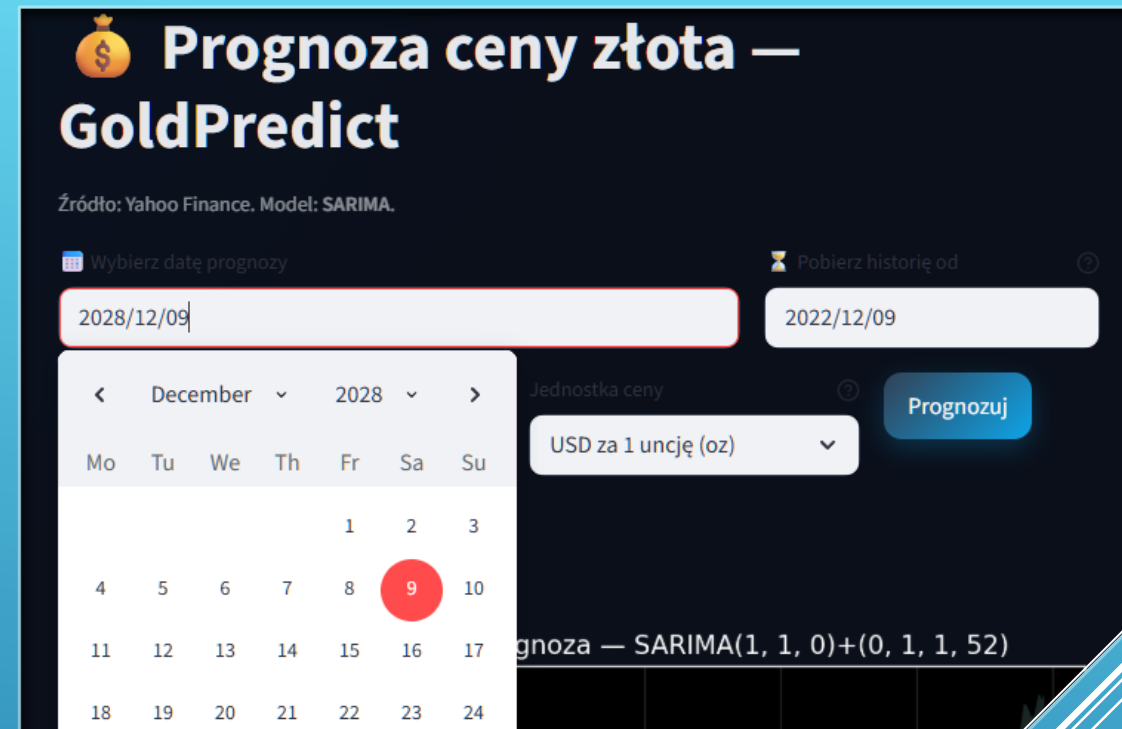 Prognoza ceny złota —
GoldPredict
Źródło: Yahoo Finance. Model: SARIMA.
Wybierz datę prognozy
Pobierz historię od
2028/12/09
2022/12/09
December 2028
Mo Tu We Th Fr Sa Su
1 2 3
4 5 6 7 8 9 10
11 12 13 14 15 16 17
18 19 20 21 22 23 24
Jednostka ceny
USD za 1 uncję (oz)
Prognozuj
gnoza — SARIMA(1, 1, 0)+(0, 1, 1, 52)